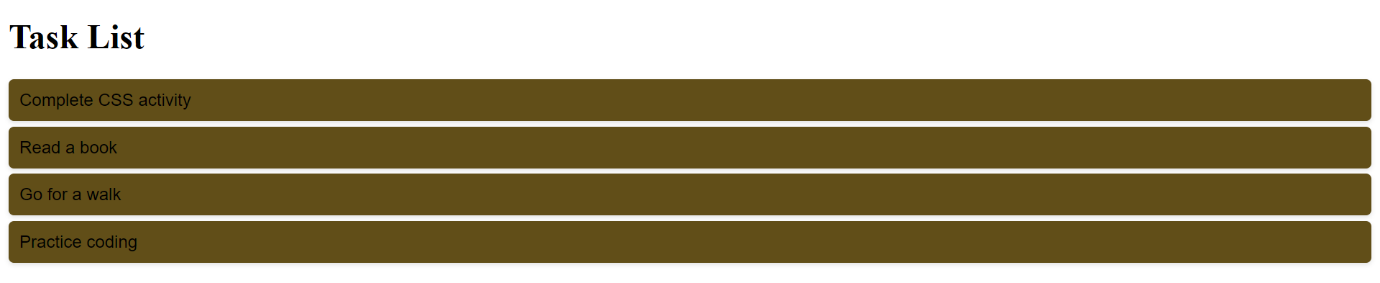 Task List
Complete CSS activity
Read a book
Go for a walk
Practice coding